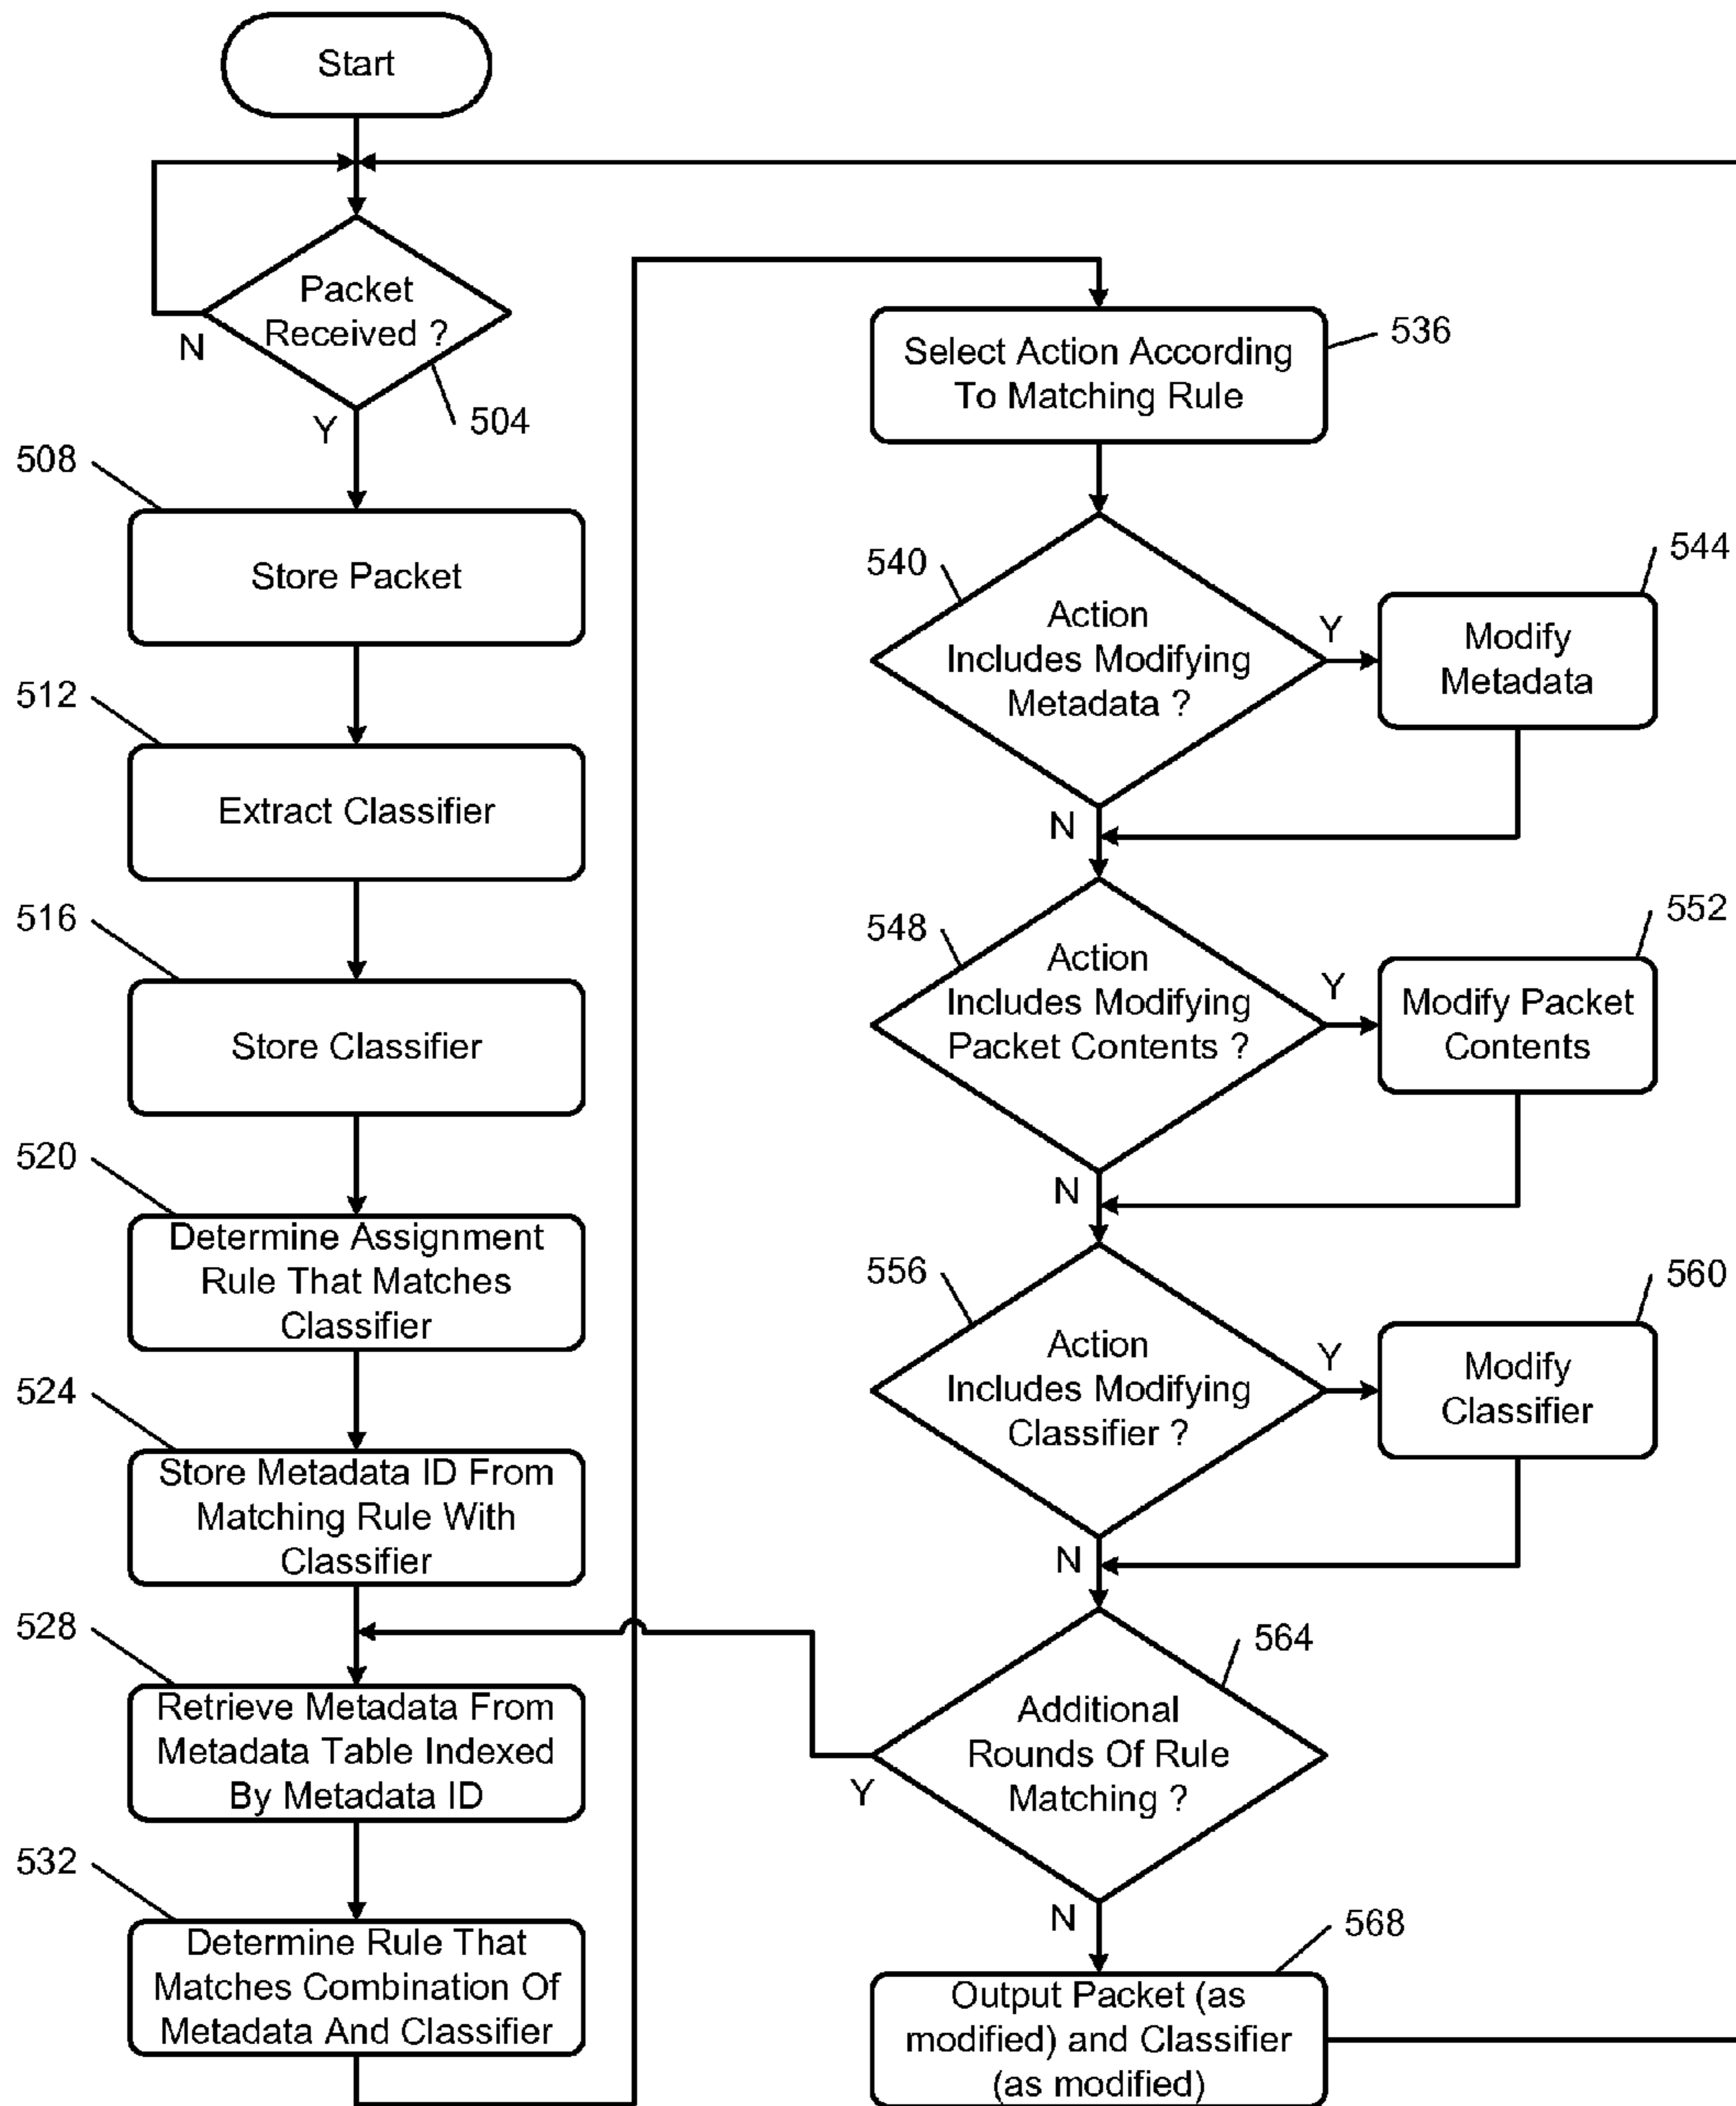 Start
Packet
Received ?
N
Y
504
508
Store Packet
512
Extract Classifier
516
Store Classifier
520
Determine Assignment
Rule That Matches
Classifier
524
Store Metadata ID From
Matching Rule With
Classifier
528
Retrieve Metadata From
Metadata Table Indexed
By Metadata ID
532
Determine Rule That
Matches Combination Of
Metadata And Classifier
536
Select Action According
To Matching Rule
540
Action
Includes Modifying
Metadata ?
Y
N
544
Modify
Metadata
548
Action
Includes Modifying
Packet Contents ?
Y
N
552
Modify Packet
Contents
556
Action
Includes Modifying
Classifier ?
Y
N
560
Modify
Classifier
564
Additional
Rounds Of Rule
Matching ?
Y
N
568
Output Packet (as
modified) and Classifier
(as modified)